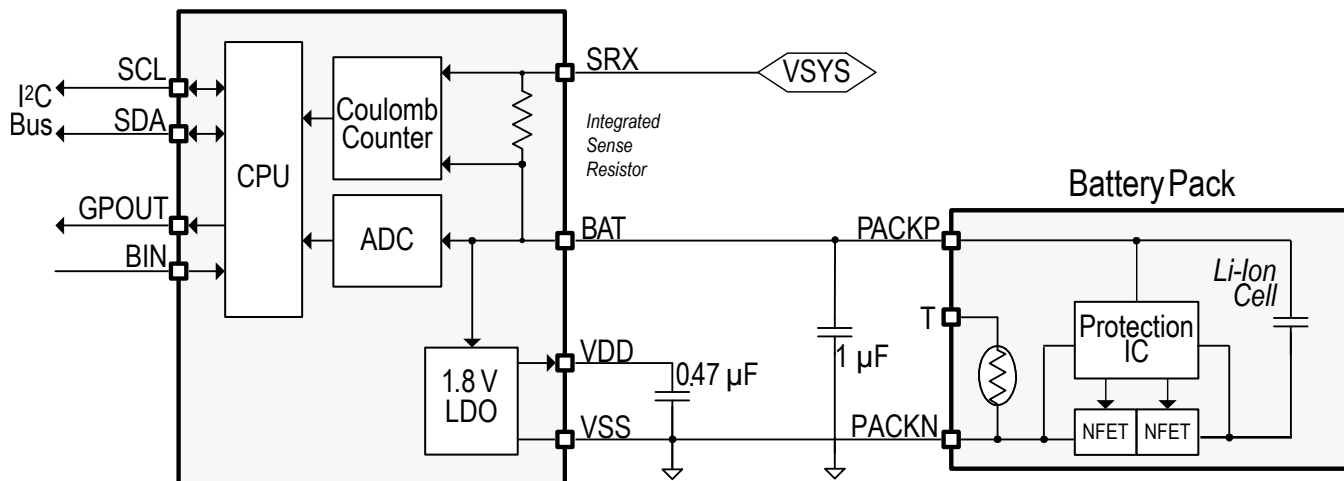 SCL
I²C
Bus
SDA
GPOUT
BIN
CPU
Coulomb
Counter
ADC
1.8 V
LDO
SRX
VSYS
Integrated
Sense
Resistor
BAT
VDD
0.47 µF
VSS
1 µF
Battery Pack
PACKP
T
PACKN
Protection
IC
Li-Ion
Cell
NFET
NFET